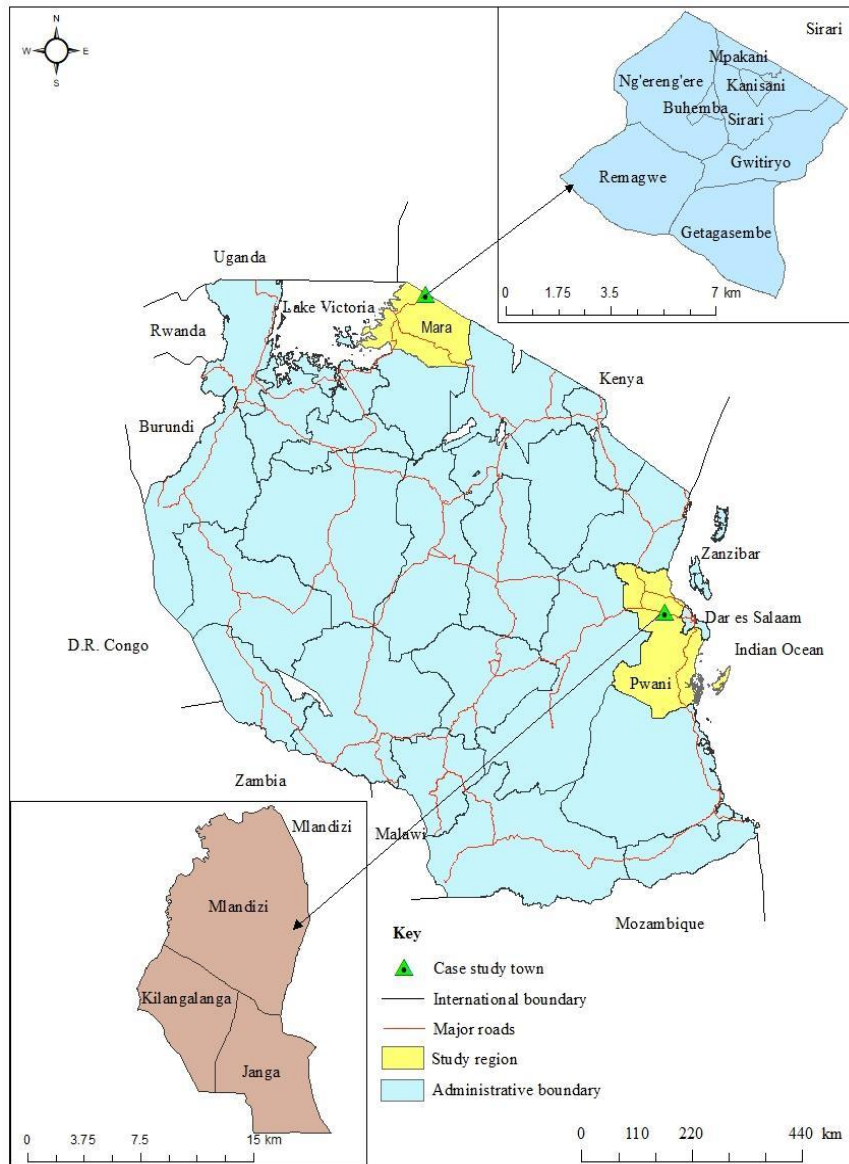 N
W E
S
Sirari
Mpakani
Ng'ereng'ere
Kanisani
Buhemba
Sirari
Gwitiryo
Remagwe
Getagasembe
0 1.75 3.5 7 km
Uganda
Lake Victoria
Rwanda
Mara
Kenya
Burundi
Zanzibar
Dar es Salaam
D.R. Congo
Indian Ocean
Pwani
Zambia
Malawi
Mozambique
Mlandizi
Mlandizi
Kilangalanga
Janga
0 3.75 7.5 15 km
Key
Case study town
International boundary
Major roads
Study region
Administrative boundary
0 110 220 440 km